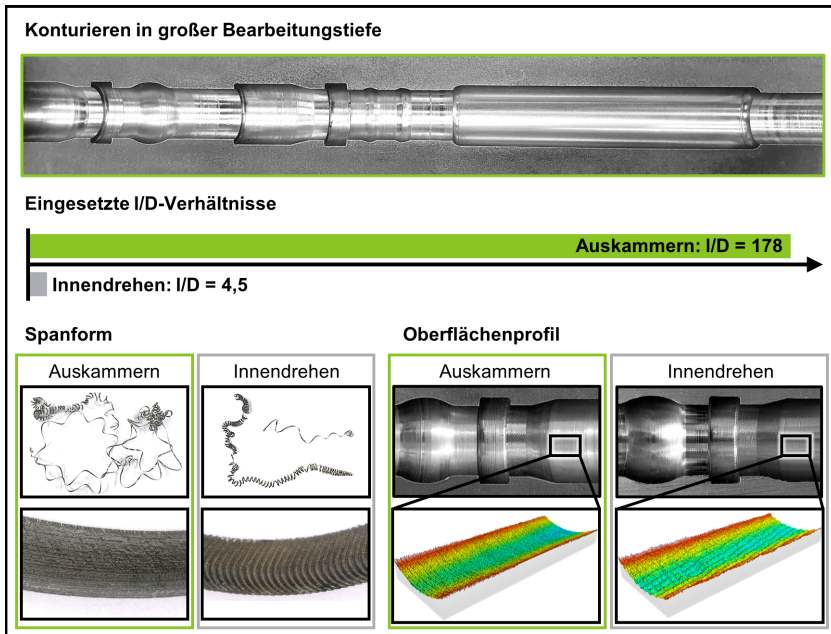 Konturieren in großer Bearbeitungstiefe
Eingesetzte l/D-Verhältnisse
Auskammern: l/D = 178
Innendrehen: l/D = 4,5
Spanform
Oberflächenprofil
Auskammern
Innendrehen
Auskammern
Innendrehen